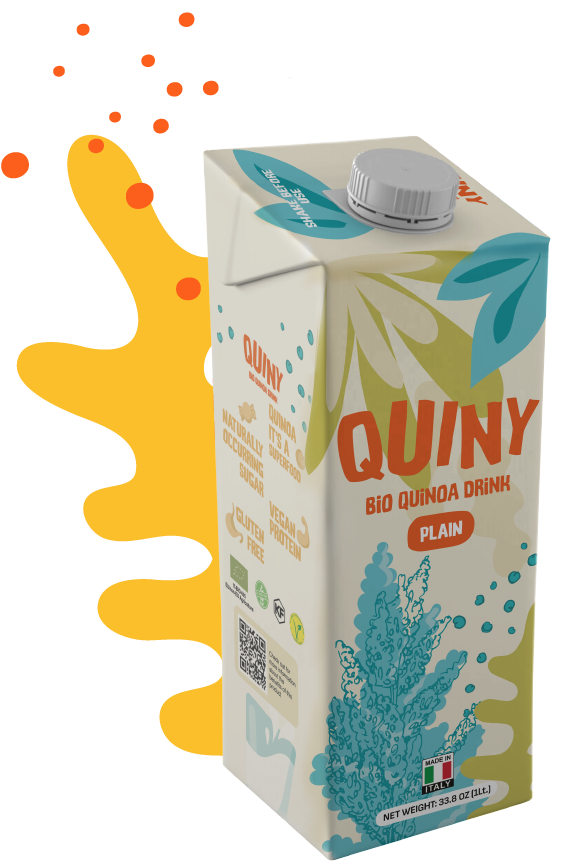 SHAKE BEFORE
USE
QUINY
BIO QUINOA DRINK
PLAIN
MADE IN
ITALY
NET WEIGHT: 33.8 OZ (1Lt.)
QUINY
BIO QUINOA DRINK
NATURALLY
OCCURRING
SUGAR
QUINOA
IT'S A
SUPERFOOD
GLUTEN
FREE
VEGAN
PROTEIN
KF
V